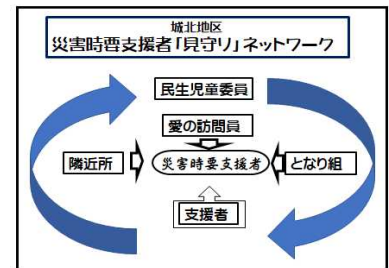 城北地区
災害時要支援者「見守り」ネットワーク
民生児童委員
愛の訪問員
隣近所
災害時要支援者
となり組
支援者